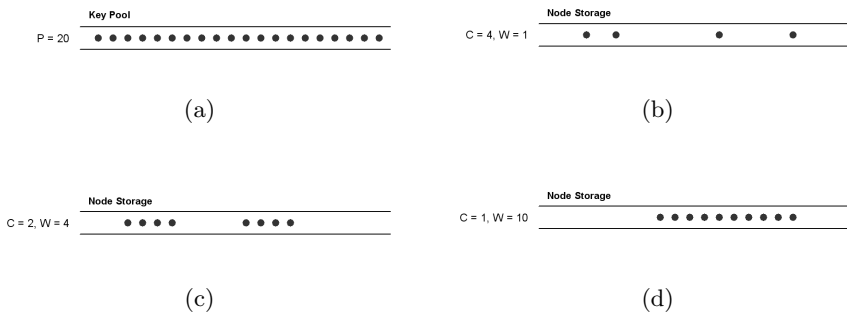 Key Pool
P = 20
(a)
Node Storage
C = 4, W = 1
(b)
Node Storage
C = 2, W = 4
(c)
Node Storage
C = 1, W = 10
(d)